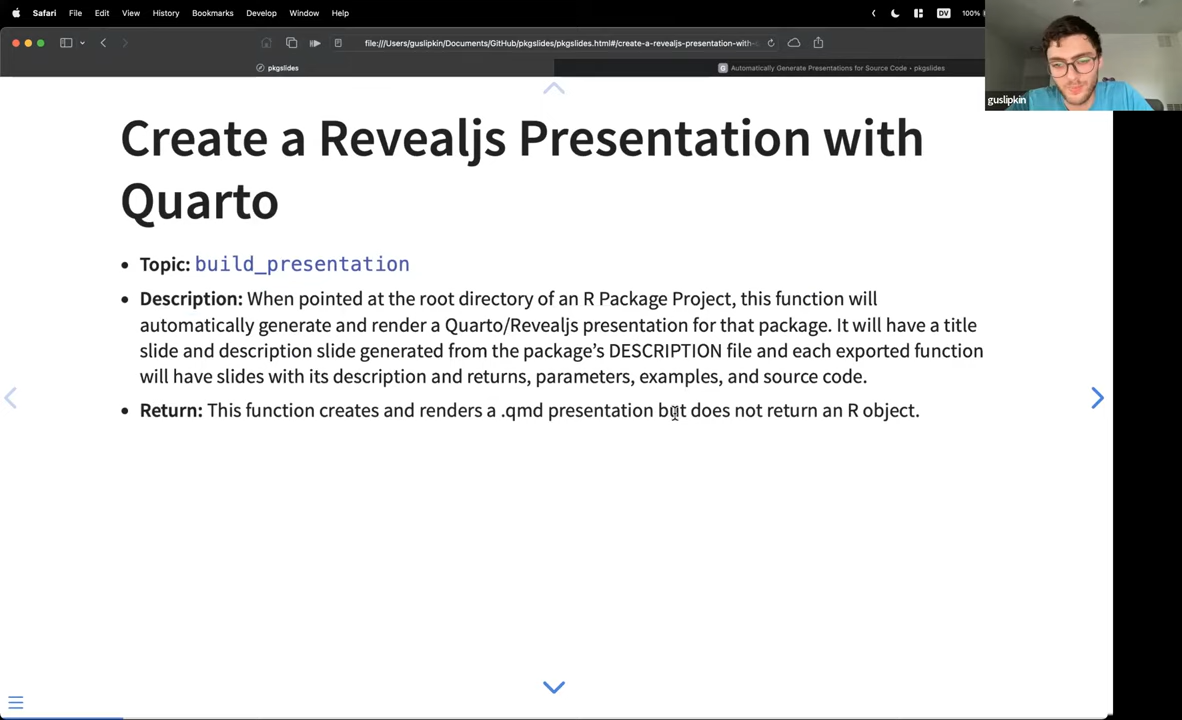 Safari File Edit View History Bookmarks Develop Window Help
DV 100%
file:///Users/guslipkin/Documents/GitHub/pkgslides/pkgslides.html#/create-a-revealjs-presentation-with-
pkgslides
G Automatically Generate Presentations for Source Code • pkgslides
guslipkin
Create a Revealjs Presentation with
Quarto
• Topic: build_presentation
• Description: When pointed at the root directory of an R Package Project, this function will
automatically generate and render a Quarto/Revealjs presentation for that package. It will have a title
slide and description slide generated from the package’s DESCRIPTION file and each exported function
will have slides with its description and returns, parameters, examples, and source code.
• Return: This function creates and renders a .qmd presentation but does not return an R object.